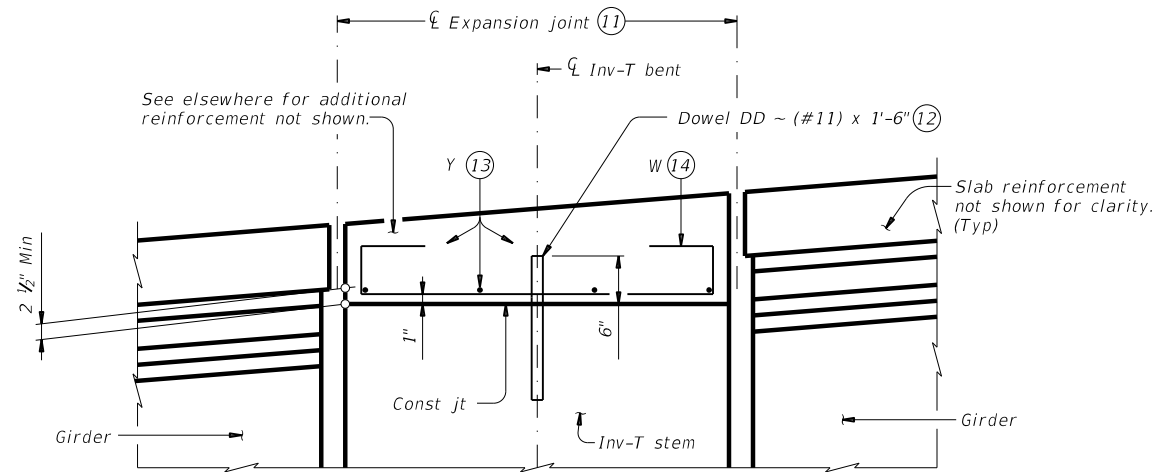 ℄ Expansion joint 11
℄ Inv-T bent
See elsewhere for additional
reinforcement not shown.
Dowel DD ~ (#11) x 1'-6" 12
Y 13
W 14
Slab reinforcement
not shown for clarity.
(Typ)
2 ½" Min
1"
6"
Const jt
Girder
Inv-T stem
Girder